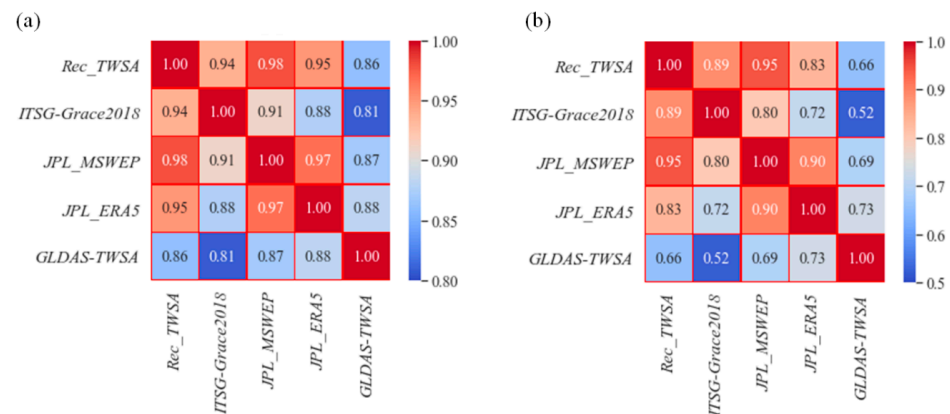 (a)
Rec_TWSA 1.00 0.94 0.98 0.95 0.86
ITSG-Grace2018 0.94 1.00 0.91 0.88 0.81
JPL_MSWEP 0.98 0.91 1.00 0.97 0.87
JPL_ERA5 0.95 0.88 0.97 1.00 0.88
GLDAS-TWSA 0.86 0.81 0.87 0.88 1.00
Rec_TWSA
ITSG-Grace2018
JPL_MSWEP
JPL_ERA5
GLDAS-TWSA
1.00
0.95
0.90
0.85
0.80
(b)
Rec_TWSA 1.00 0.89 0.95 0.83 0.66
ITSG-Grace2018 0.89 1.00 0.80 0.72 0.52
JPL_MSWEP 0.95 0.80 1.00 0.90 0.69
JPL_ERA5 0.83 0.72 0.90 1.00 0.73
GLDAS-TWSA 0.66 0.52 0.69 0.73 1.00
Rec_TWSA
ITSG-Grace2018
JPL_MSWEP
JPL_ERA5
GLDAS-TWSA
1.0
0.9
0.8
0.7
0.6
0.5